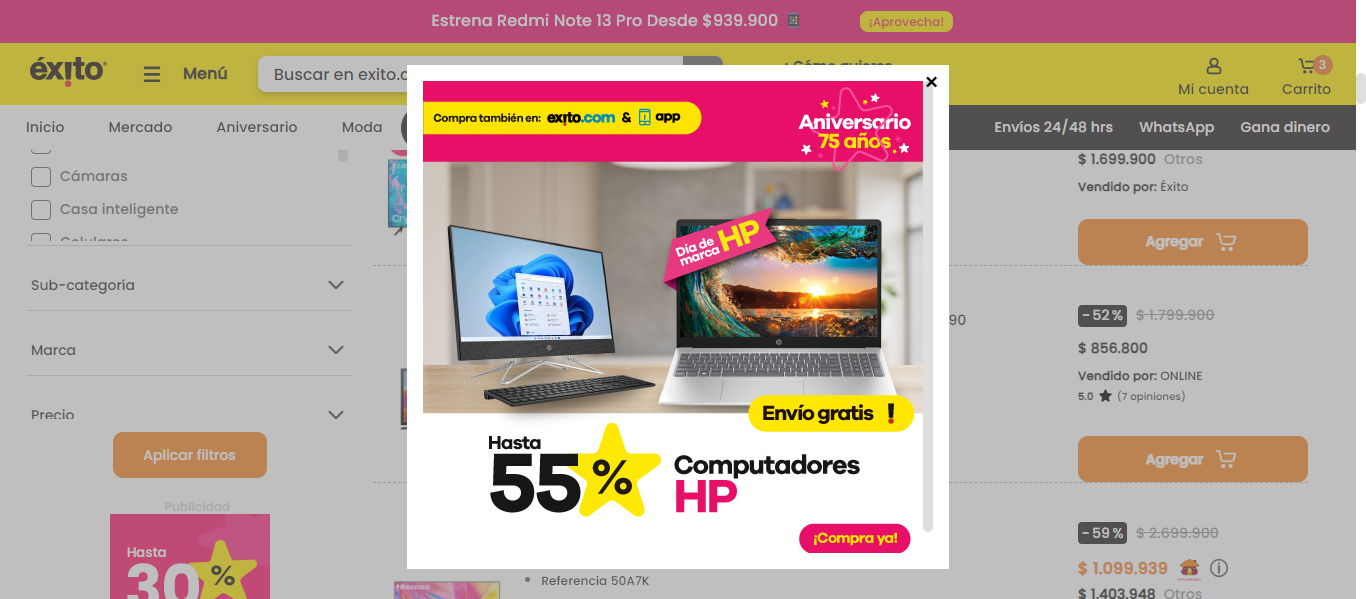 Estrena Redmi Note 13 Pro Desde $939.900
¡Aprovecha!
éxito
Menú
Buscar en exito.c
Mi cuenta
3
Carrito
Inicio
Mercado
Aniversario
Moda
Envíos 24/48 hrs
WhatsApp
Gana dinero
Cámaras
Casa inteligente
Celulares
Sub-categoría
Marca
Precio
Aplicar filtros
Publicidad
Hasta
30%
Compra también en: exito.com & app
Aniversario
75 años
Día de
marca HP
Envío gratis !
Hasta
55%
Computadores
HP
¡Compra ya!
Hisense
Referencia 50A7K
90
$ 1.699.900 Otros
Vendido por: Éxito
Agregar
-52% $ 1.799.900
$ 856.800
Vendido por: ONLINE
5.0 (7 opiniones)
Agregar
-59% $ 2.699.900
$ 1.099.939
$ 1.403.948 Otros